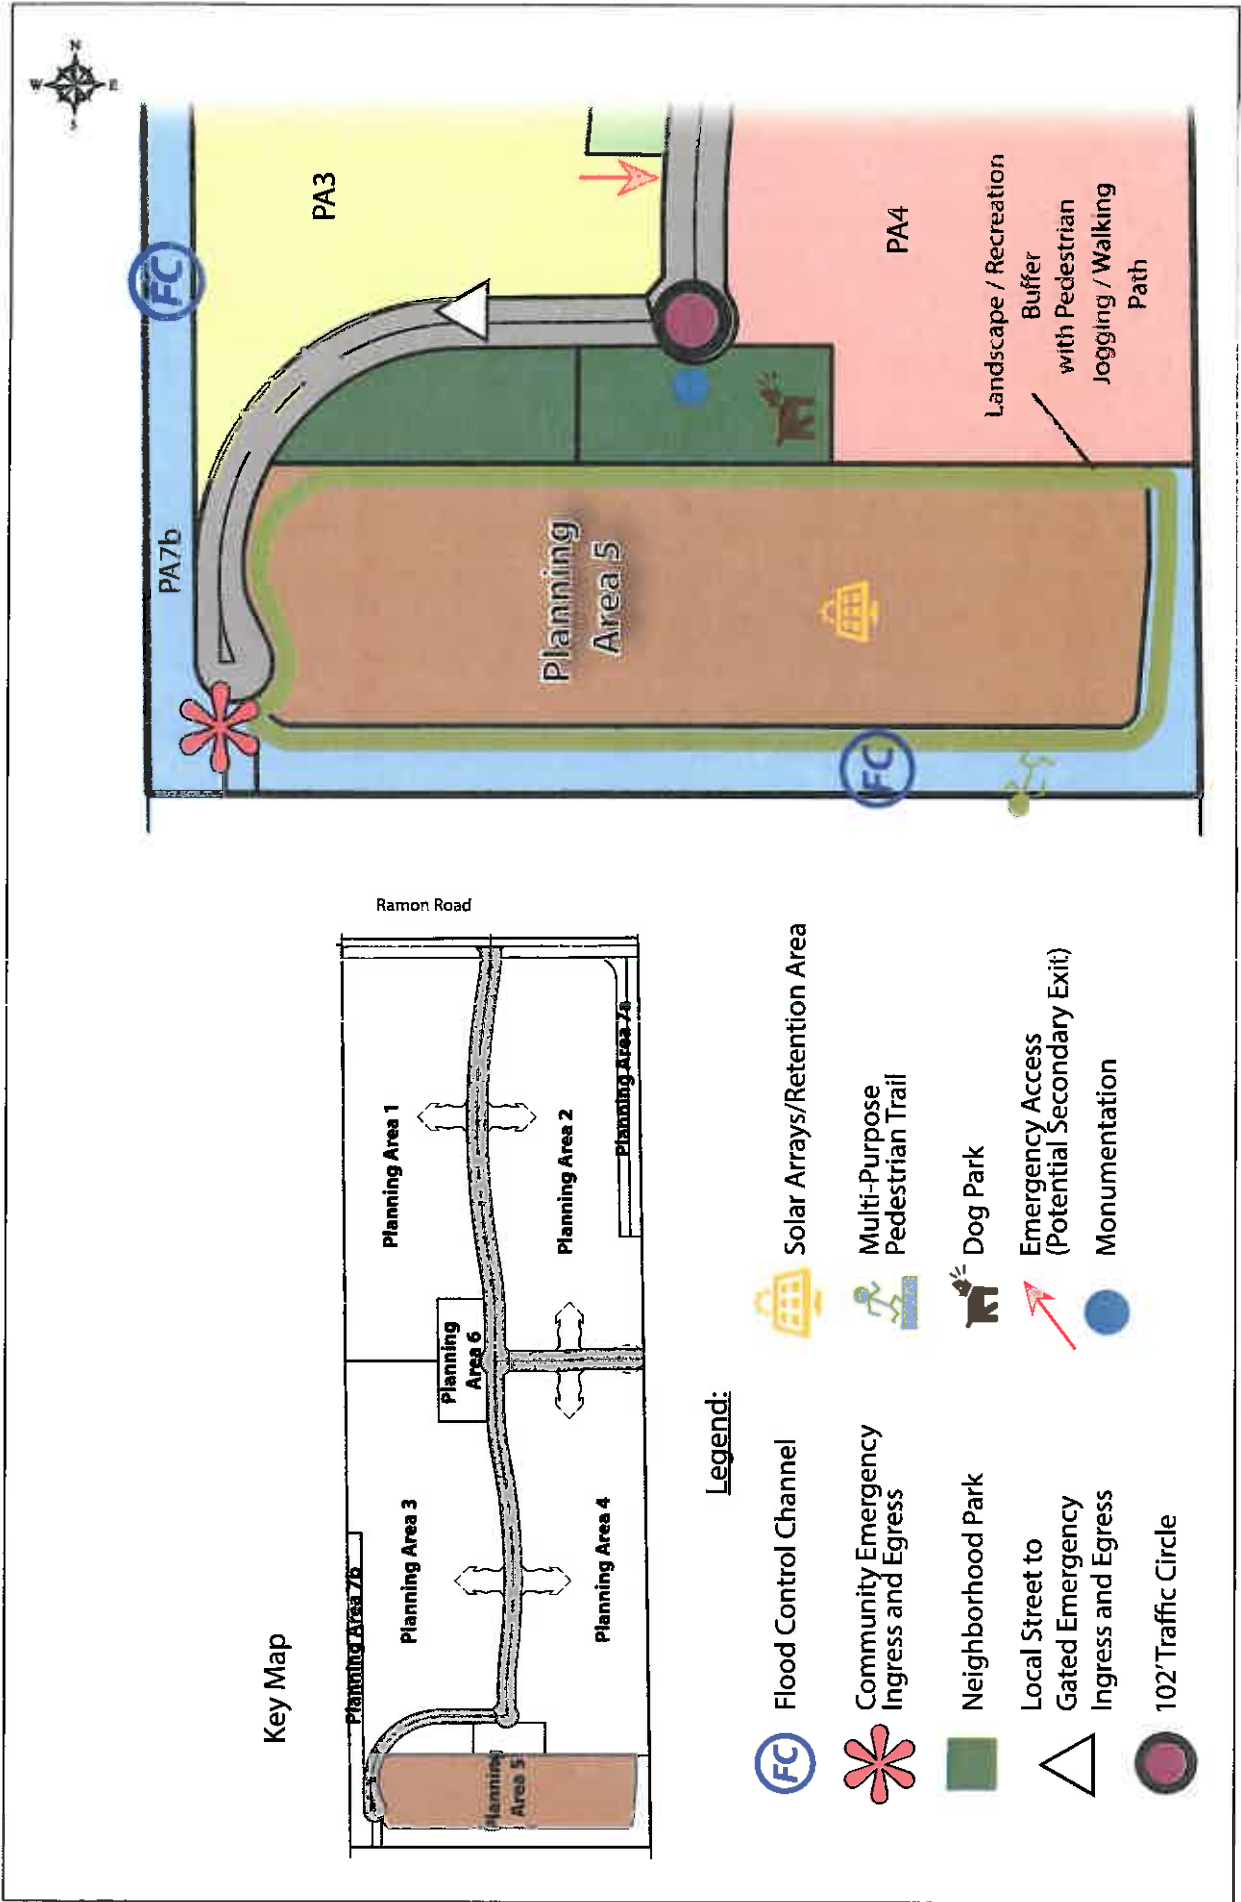 N
W
E
S
FC
PA7b
PA3
PA4
Planning
Area 5
Landscape / Recreation
Buffer
with Pedestrian
Jogging / Walking
Path
FC
Key Map
Ramon Road
Planning Area 7b
Planning Area 3
Planning Area 1
Planning
Area 6
Planning Area 4
Planning Area 2
Planning Area 7a
Planning
Area 5
Legend:
FC
Flood Control Channel
Community Emergency
Ingress and Egress
Neighborhood Park
Local Street to
Gated Emergency
Ingress and Egress
102' Traffic Circle
Solar Arrays/Retention Area
Multi-Purpose
Pedestrian Trail
Dog Park
Emergency Access
(Potential Secondary Exit)
Monumentation